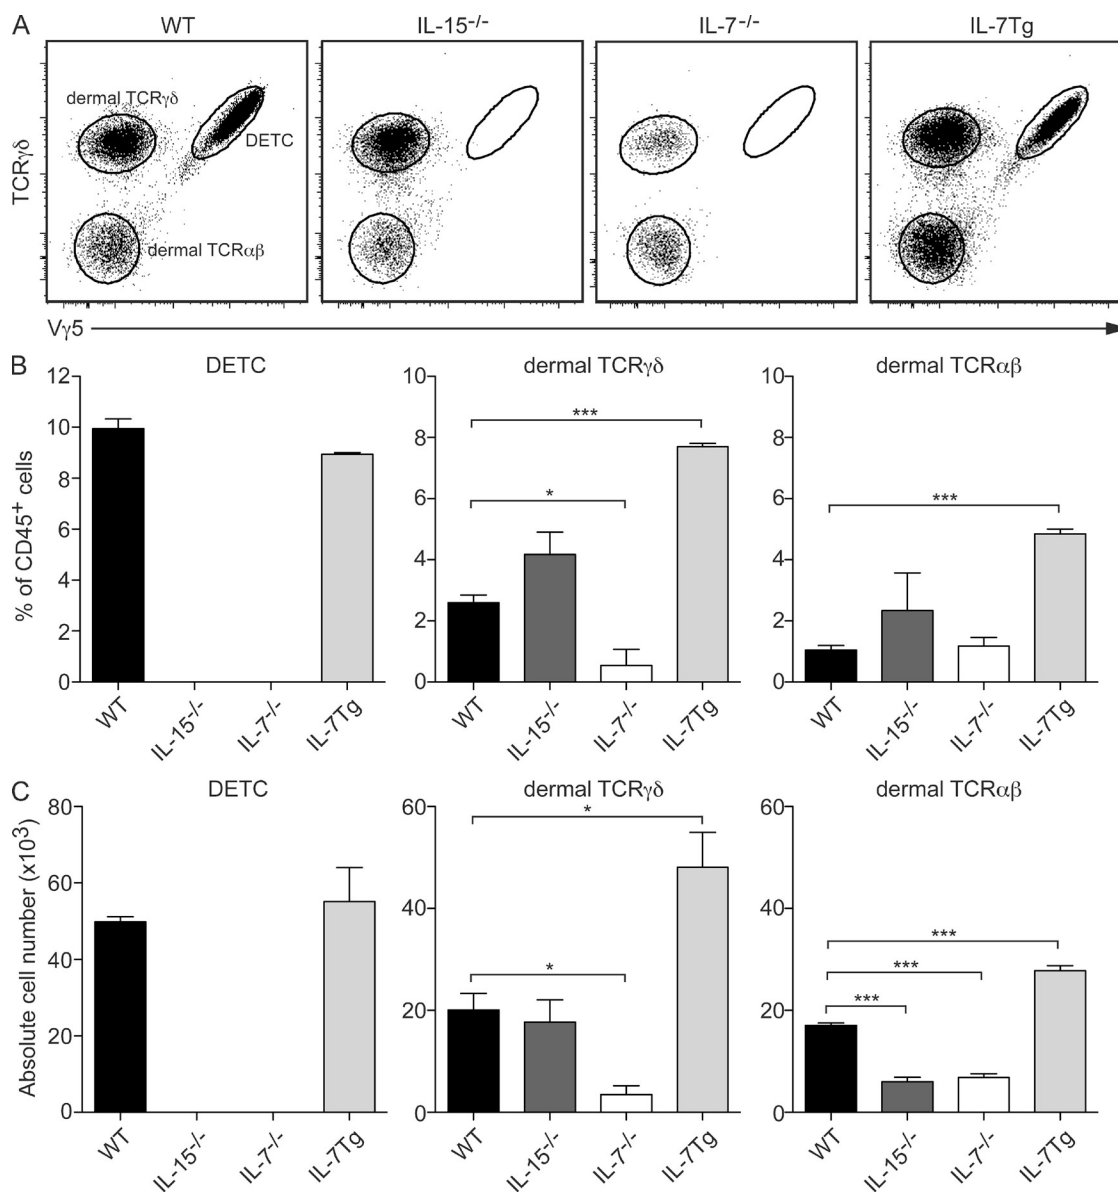 A
WT IL-15-/- IL-7-/- IL-7Tg
dermal TCRγδ
DETC
dermal TCRαβ
TCRγδ
Vγ5
B
DETC dermal TCRγδ dermal TCRαβ
% of CD45+ cells
12 10 8 6 4 2 0
10 8 6 4 2 0
10 8 6 4 2 0
*** * ***
WT IL-15-/- IL-7-/- IL-7Tg
WT IL-15-/- IL-7-/- IL-7Tg
WT IL-15-/- IL-7-/- IL-7Tg
C
DETC dermal TCRγδ dermal TCRαβ
Absolute cell number (x103)
80 60 40 20 0
60 40 20 0
60 40 20 0
* * *** *** ***
WT IL-15-/- IL-7-/- IL-7Tg
WT IL-15-/- IL-7-/- IL-7Tg
WT IL-15-/- IL-7-/- IL-7Tg